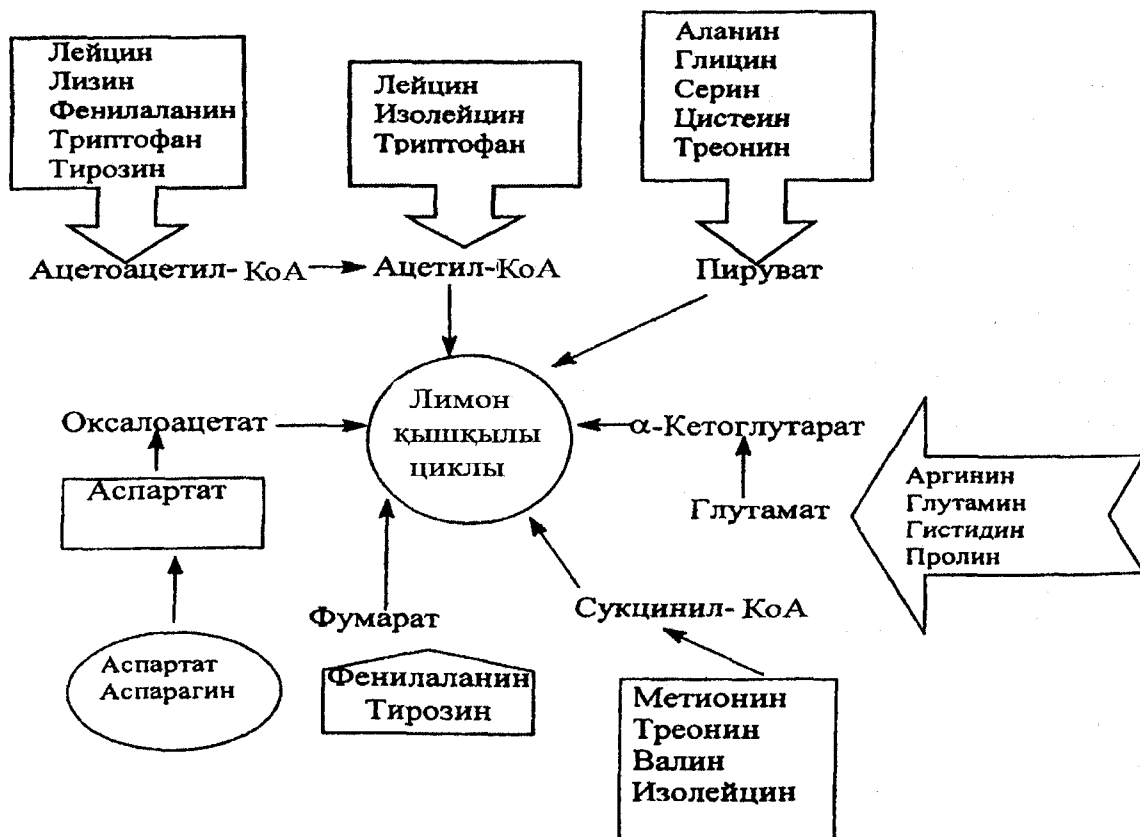 Лейцин
Лизин
Фенилаланин
Триптофан
Тирозин
Лейцин
Изолейцин
Триптофан
Аланин
Глицин
Серин
Цистеин
Треонин
Ацетоацетил- КоА
Ацетил-КоА
Пируват
Оксалоацетат
Лимон
қышқылы
циклы
α-Кетоглутарат
Аспартат
Глутамат
Аргинин
Глутамин
Гистидин
Пролин
Фумарат
Сукцинил- КоА
Аспартат
Аспарагин
Фенилаланин
Тирозин
Метионин
Треонин
Валин
Изолейцин